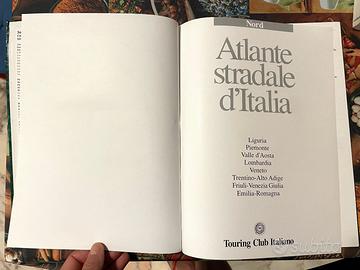 Nord
Atlante
stradale
d'Italia
Liguria
Piemonte
Valle d'Aosta
Lombardia
Veneto
Trentino-Alto Adige
Friuli-Venezia Giulia
Emilia-Romagna
Touring Club Italiano
subito